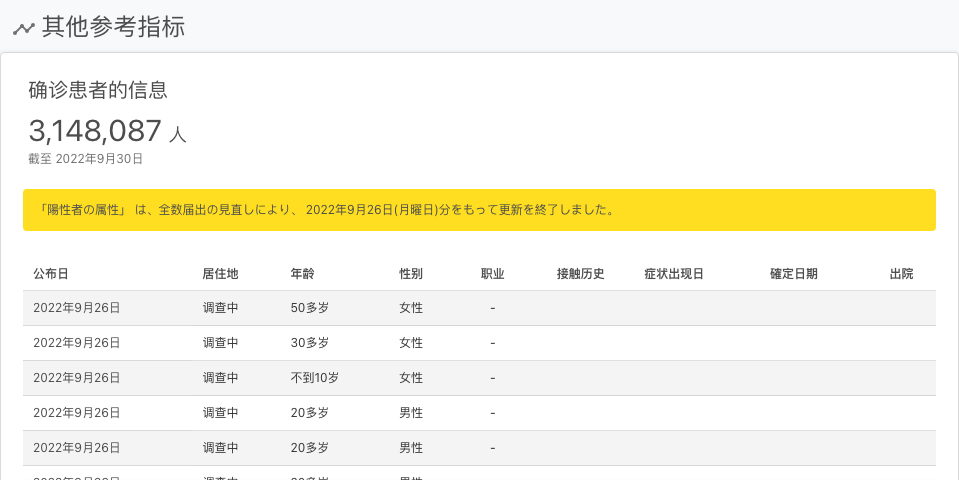 其他参考指标
确诊患者的信息
3,148,087 人
截至 2022年9月30日
「陽性者の属性」 は、全数届出の見直しにより、 2022年9月26日(月曜日)分をもって更新を終了しました。
公布日 居住地 年龄 性别 职业 接触历史 症状出现日 確定日期 出院
2022年9月26日 调查中 50多岁 女性 -
2022年9月26日 调查中 30多岁 女性 -
2022年9月26日 调查中 不到10岁 女性 -
2022年9月26日 调查中 20多岁 男性 -
2022年9月26日 调查中 20多岁 男性 -